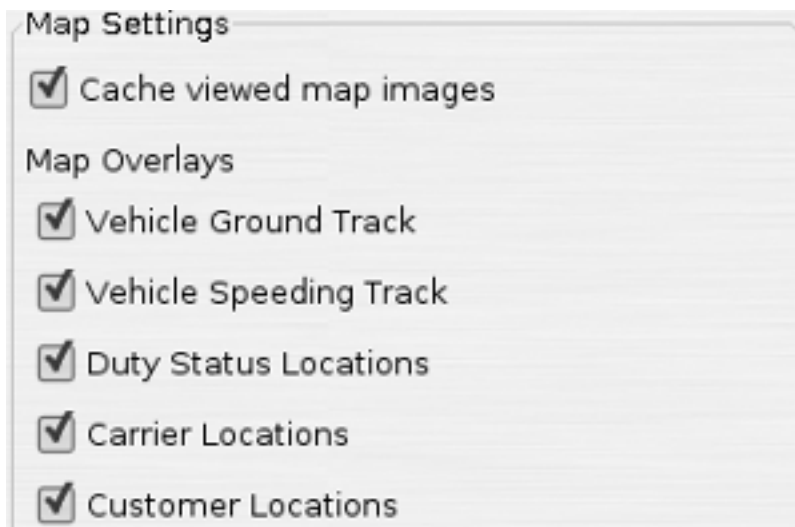 Map Settings
Cache viewed map images
Map Overlays
Vehicle Ground Track
Vehicle Speeding Track
Duty Status Locations
Carrier Locations
Customer Locations